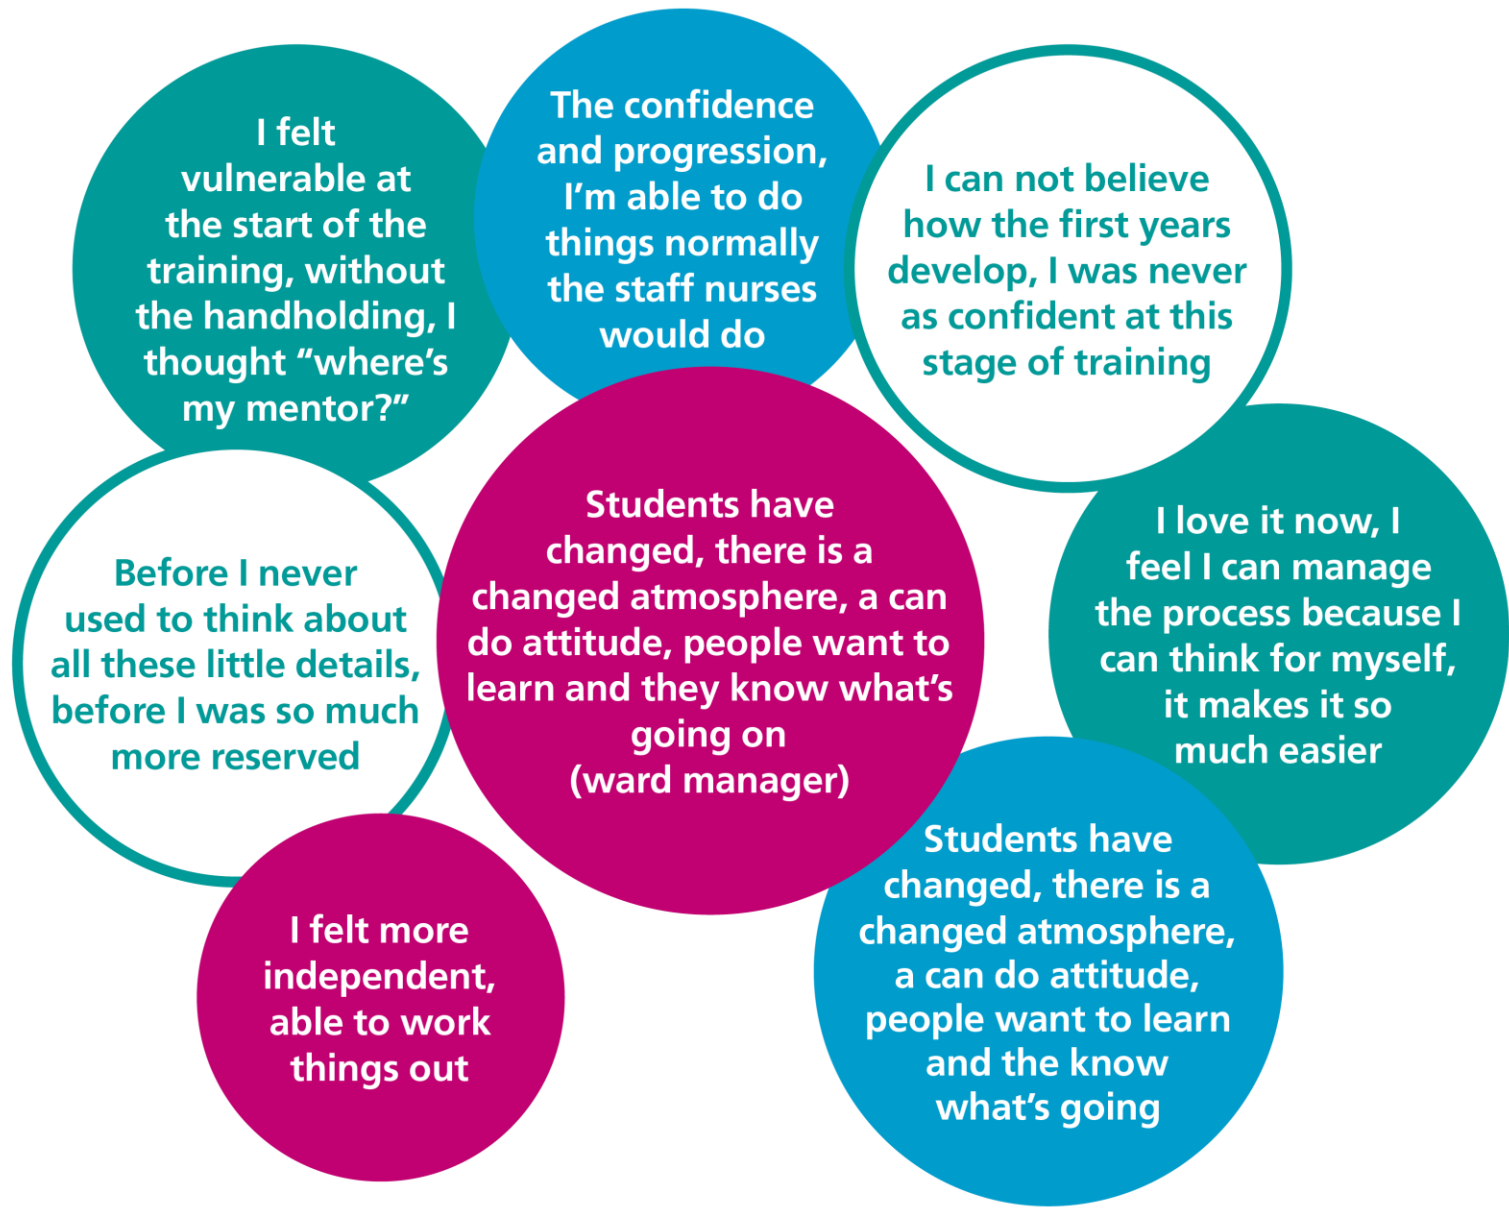 I felt
vulnerable at
the start of the
training, without
the handholding, I
thought “where’s
my mentor?”
The confidence
and progression,
I’m able to do
things normally
the staff nurses
would do
I can not believe
how the first years
develop, I was never
as confident at this
stage of training
Before I never
used to think about
all these little details,
before I was so much
more reserved
Students have
changed, there is a
changed atmosphere, a can
do attitude, people want to
learn and they know what’s
going on
(ward manager)
I love it now, I
feel I can manage
the process because I
can think for myself,
it makes it so
much easier
I felt more
independent,
able to work
things out
Students have
changed, there is a
changed atmosphere,
a can do attitude,
people want to learn
and the know
what’s going